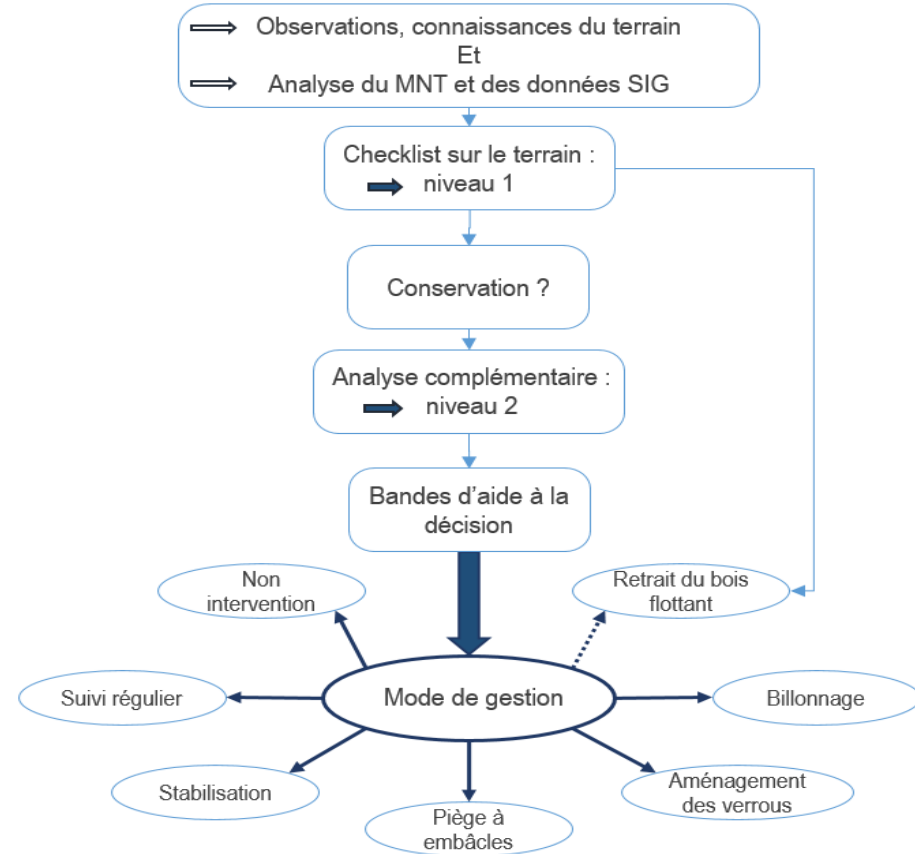 Observations, connaissances du terrain
Et
Analyse du MNT et des données SIG
Checklist sur le terrain :
niveau 1
Conservation ?
Analyse complémentaire :
niveau 2
Bandes d'aide à la
décision
Non
intervention
Retrait du bois
flottant
Suivi régulier
Mode de gestion
Billonnage
Stabilisation
Piège à
embâcles
Aménagement
des verrous